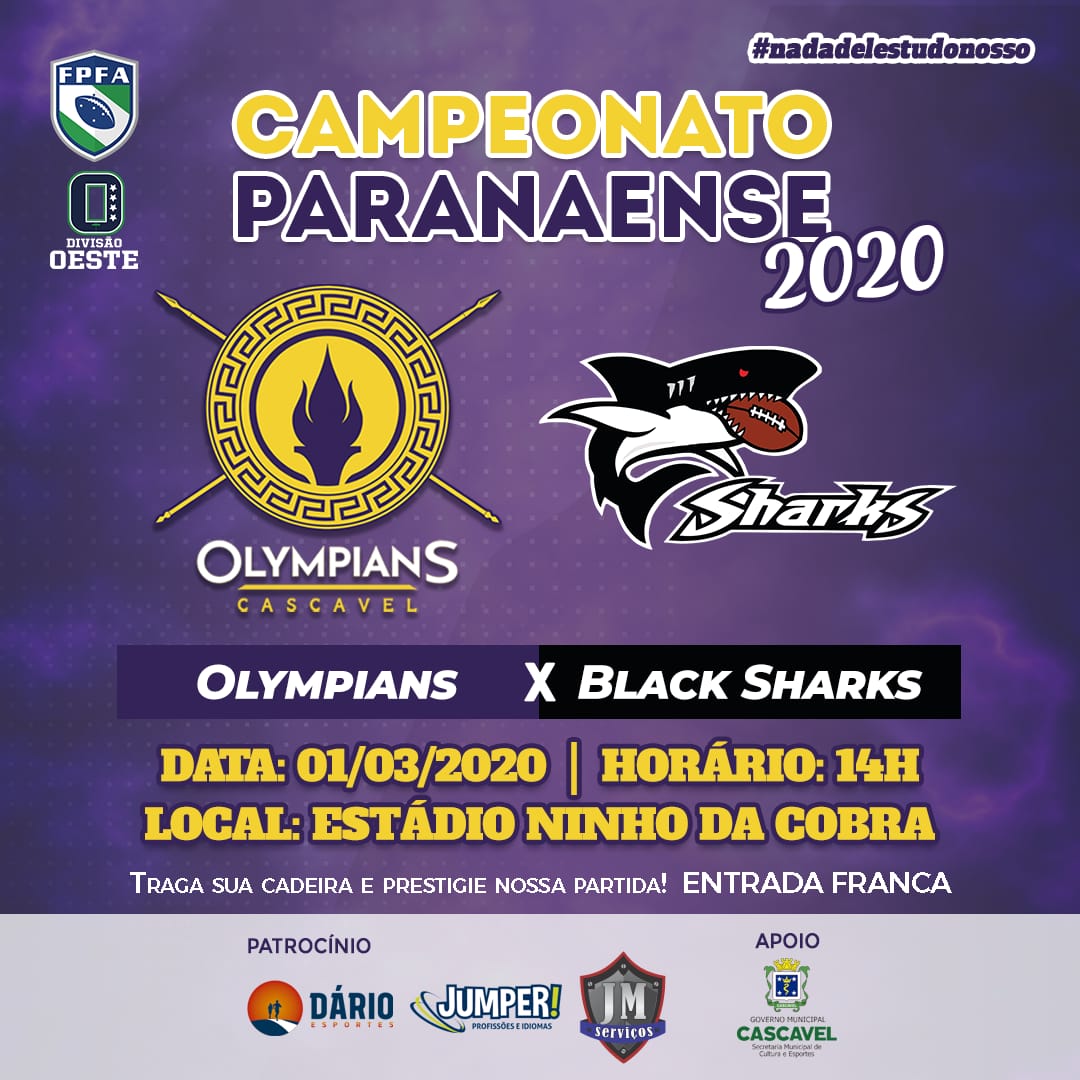 #nadadelestudonosso
FPFA
DIVISÃO
OESTE
CAMPEONATO
PARANAENSE
2020
OLYMPIANS
CASCAVEL
Sharks
OLYMPIANS X BLACK SHARKS
DATA: 01/03/2020 | HORÁRIO: 14H
LOCAL: ESTÁDIO NINHO DA COBRA
TRAGA SUA CADEIRA E PRESTIGIE NOSSA PARTIDA! ENTRADA FRANCA
PATROCÍNIO
APOIO
DÁRIO
ESPORTES
JUMPER!
PROFISSÕES E IDIOMAS
JM
serviços
CASCAVEL
GOVERNO MUNICIPAL
CASCAVEL
Secretaria Municipal de
Cultura e Esportes